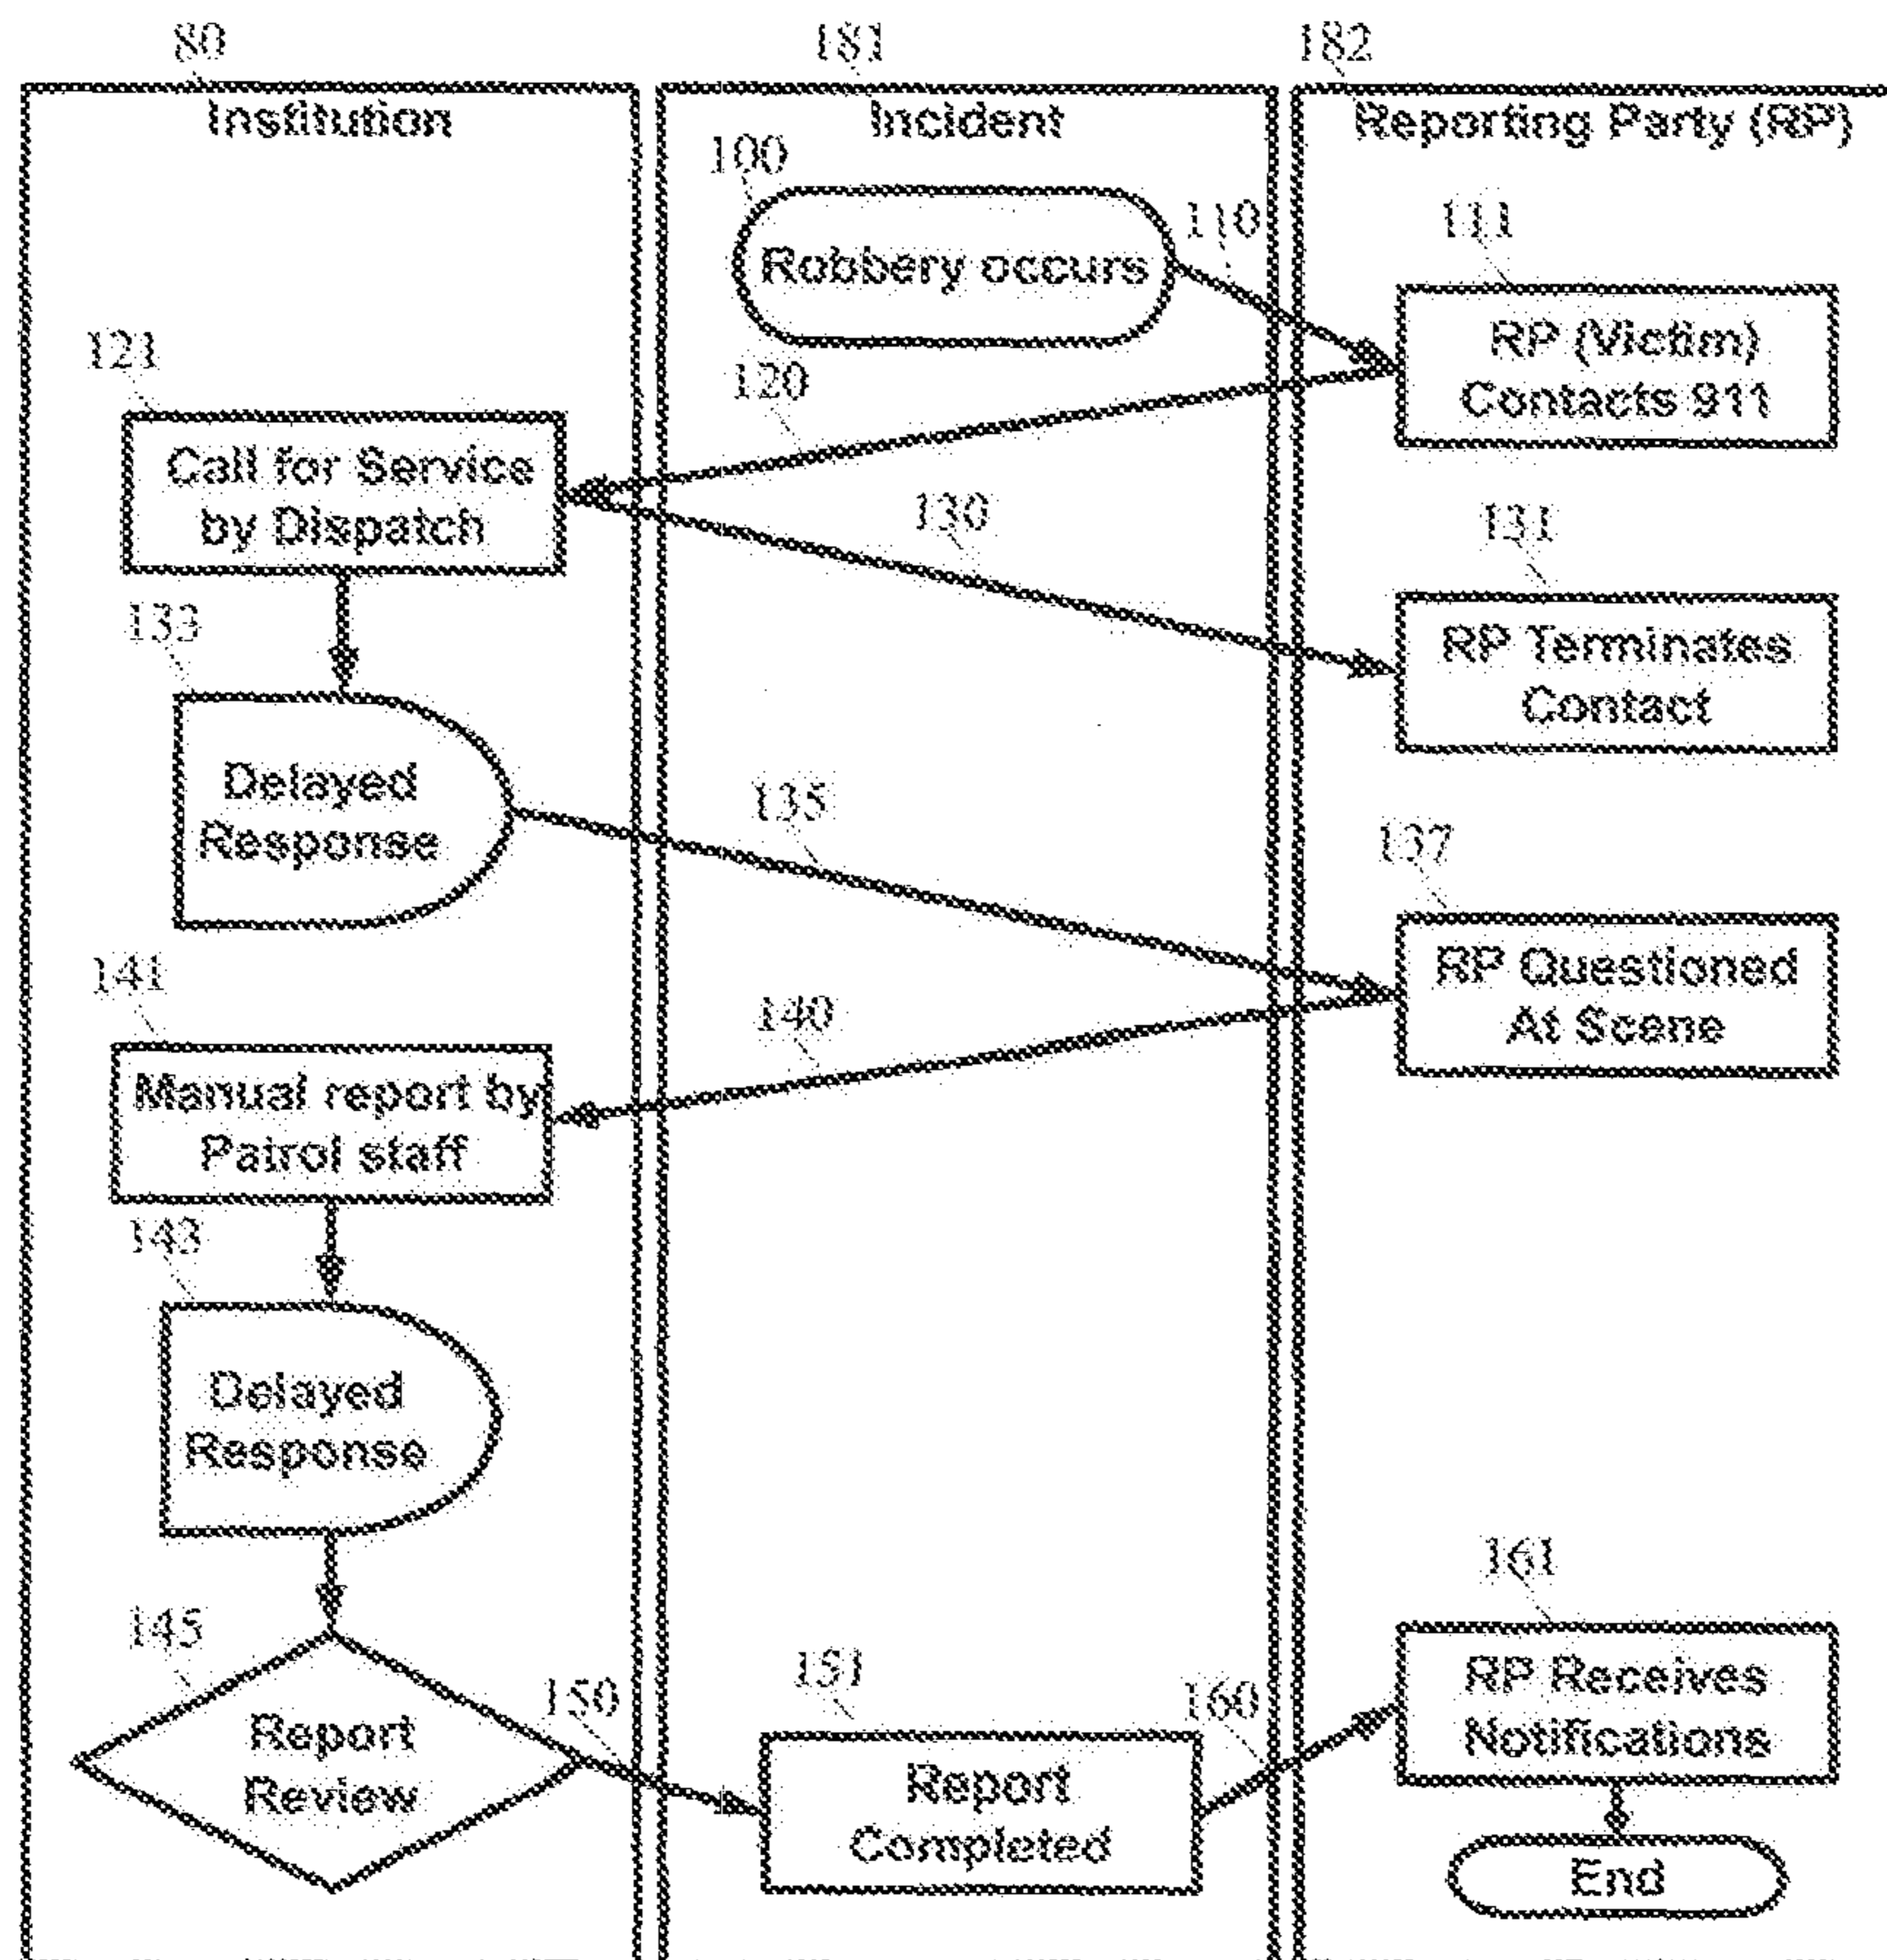 80
181
182
Institution
Incident
Reporting Party (RP)
100
110
111
Robbery occurs
RP (Victim)
Contacts 911
121
120
Call for Service
by Dispatch
130
131
RP Terminates
Contact
133
Delayed
Response
135
137
RP Questioned
At Scene
141
140
Manual report by
Patrol staff
143
Delayed
Response
145
Report
Review
150
151
Report
Completed
160
161
RP Receives
Notifications
End